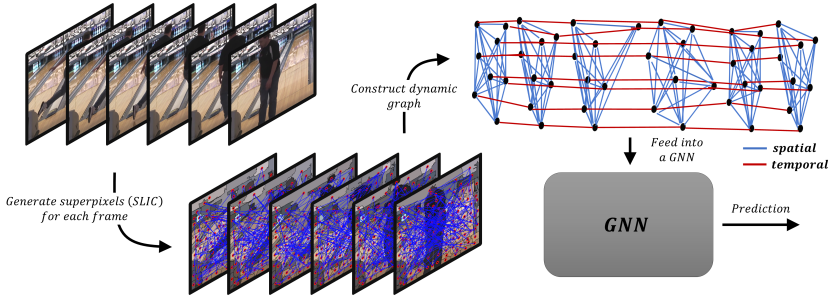 Generate superpixels (SLIC)
for each frame
Construct dynamic
graph
Feed into
a GNN
spatial
temporal
GNN
Prediction